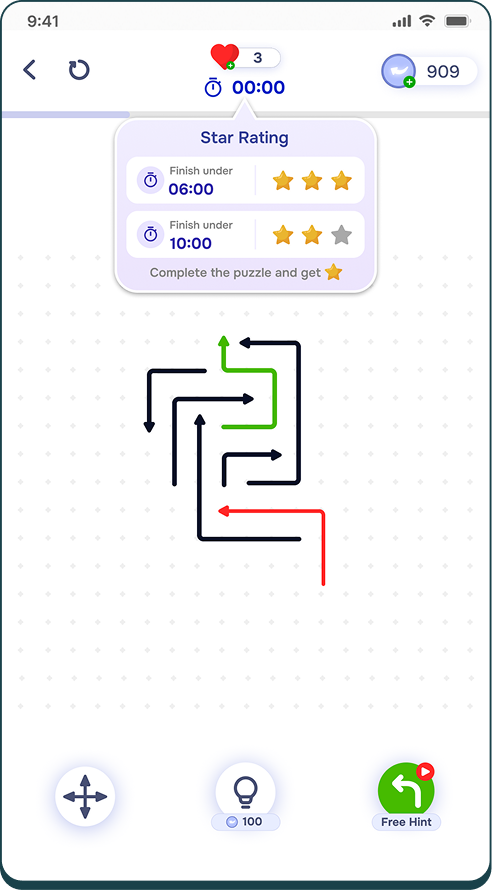 9:41
3
00:00
909
Star Rating
Finish under
06:00
Finish under
10:00
Complete the puzzle and get
100
Free Hint